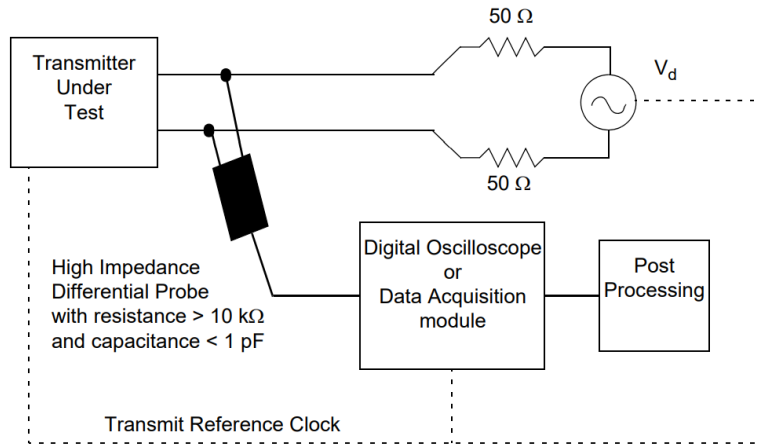 50 Ω
Transmitter
Under
Test
V_d
50 Ω
High Impedance
Differential Probe
with resistance > 10 kΩ
and capacitance < 1 pF
Digital Oscilloscope
or
Data Acquisition
module
Post
Processing
Transmit Reference Clock